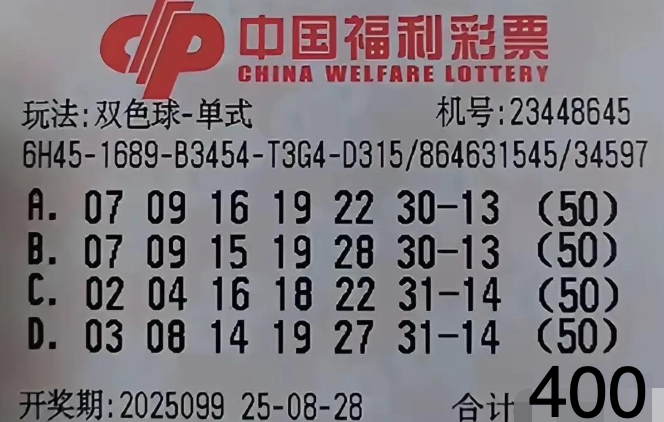 中国福利彩票
CHINA WELFARE LOTTERY
玩法:双色球-单式 机号:23448645
6H45-1689-B3454-T3G4-D315/864631545/34597
A. 07 09 16 19 22 30-13 (50)
B. 07 09 15 19 28 30-13 (50)
C. 02 04 16 18 22 31-14 (50)
D. 03 08 14 19 27 31-14 (50)
开奖期:2025099 25-08-28 合计 400